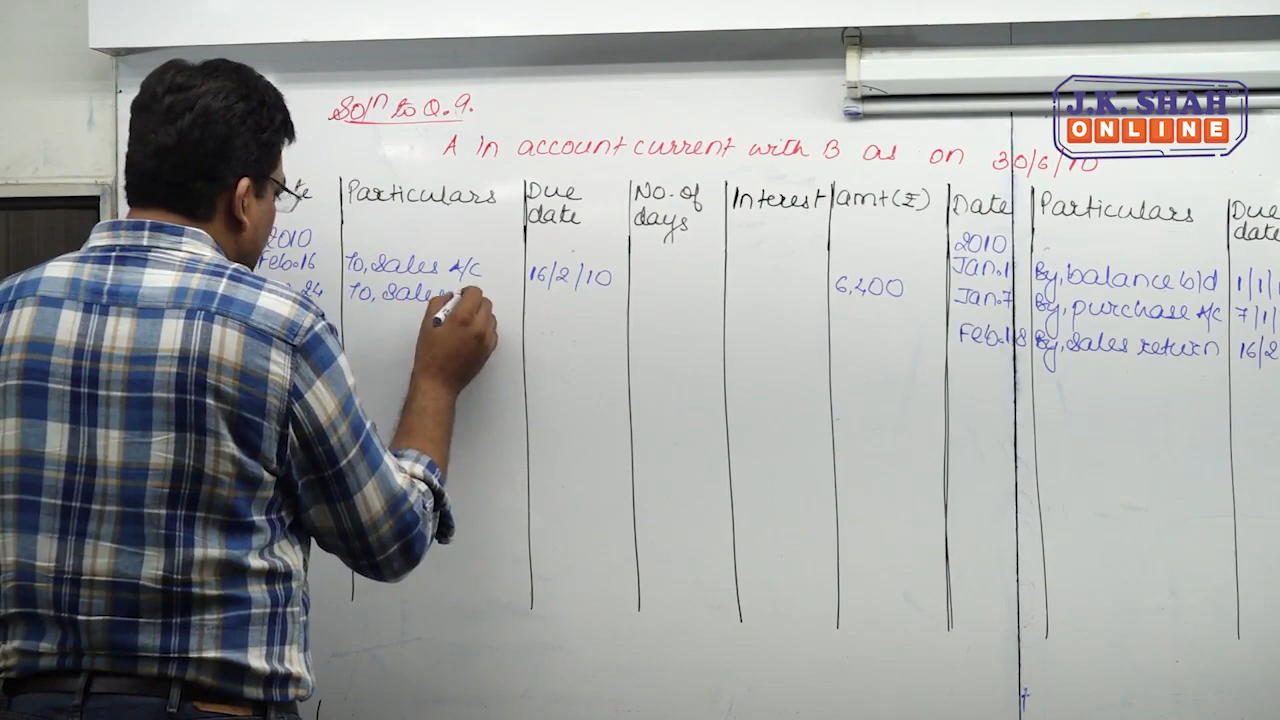 J.K. SHAH
ONLINE
Soln to Q.9.
A in account current with B as on 30/6/10
Particulars Due date No. of days Interest amt(₹) Date Particulars Due date
2010 2010
Feb.16 To, Sales A/C 16/2/10 6,400 Jan.1 By, balance b/d 1/1/1
24 To, Sales Jan.7 By, purchase A/c 7/1/
Feb.18 By, Sales return 16/2